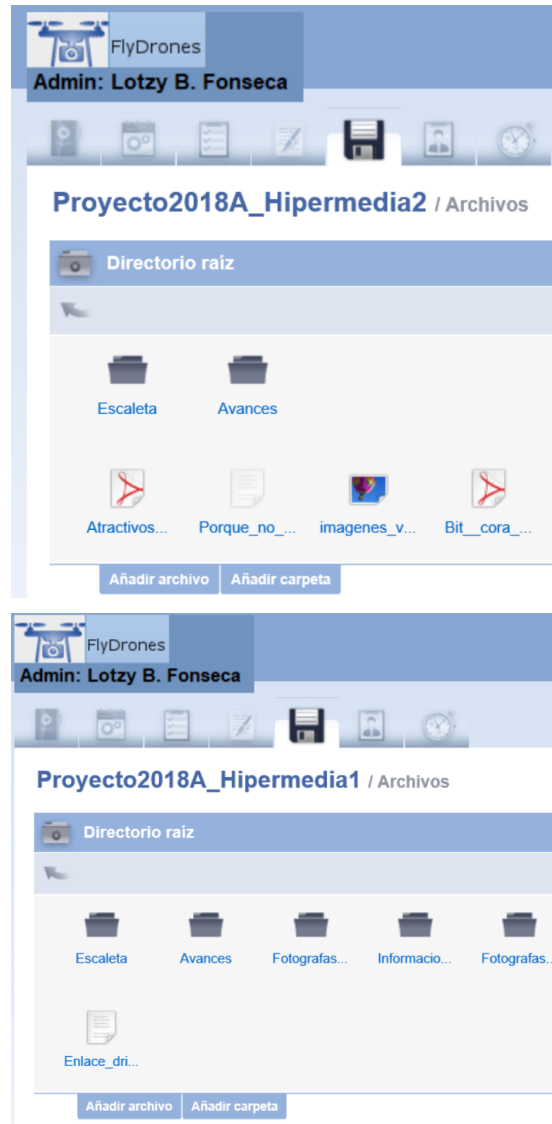 FlyDrones
Admin: Lotzy B. Fonseca
Proyecto2018A_Hipermedia2 / Archivos
Directorio raíz
Escaleta Avances
Atractivos... Porque_no_... imagenes_v... Bit__cora_...
Añadir archivo Añadir carpeta
FlyDrones
Admin: Lotzy B. Fonseca
Proyecto2018A_Hipermedia1 / Archivos
Directorio raíz
Escaleta Avances Fotografas... Informacio... Fotografas..
Enlace_dri...
Añadir archivo Añadir carpeta